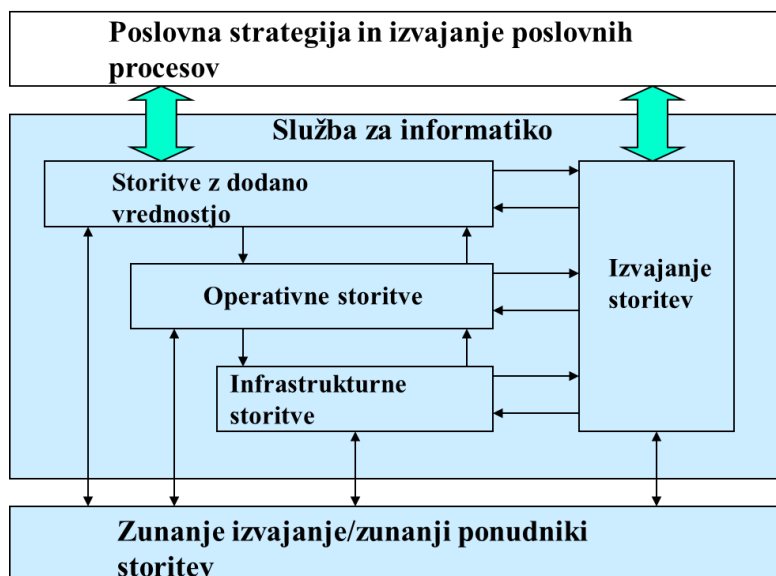 Poslovna strategija in izvajanje poslovnih
procesov
Služba za informatiko
Storitve z dodano
vrednostjo
Operativne storitve
Izvajanje
storitev
Infrastrukturne
storitve
Zunanje izvajanje/zunanji ponudniki
storitev